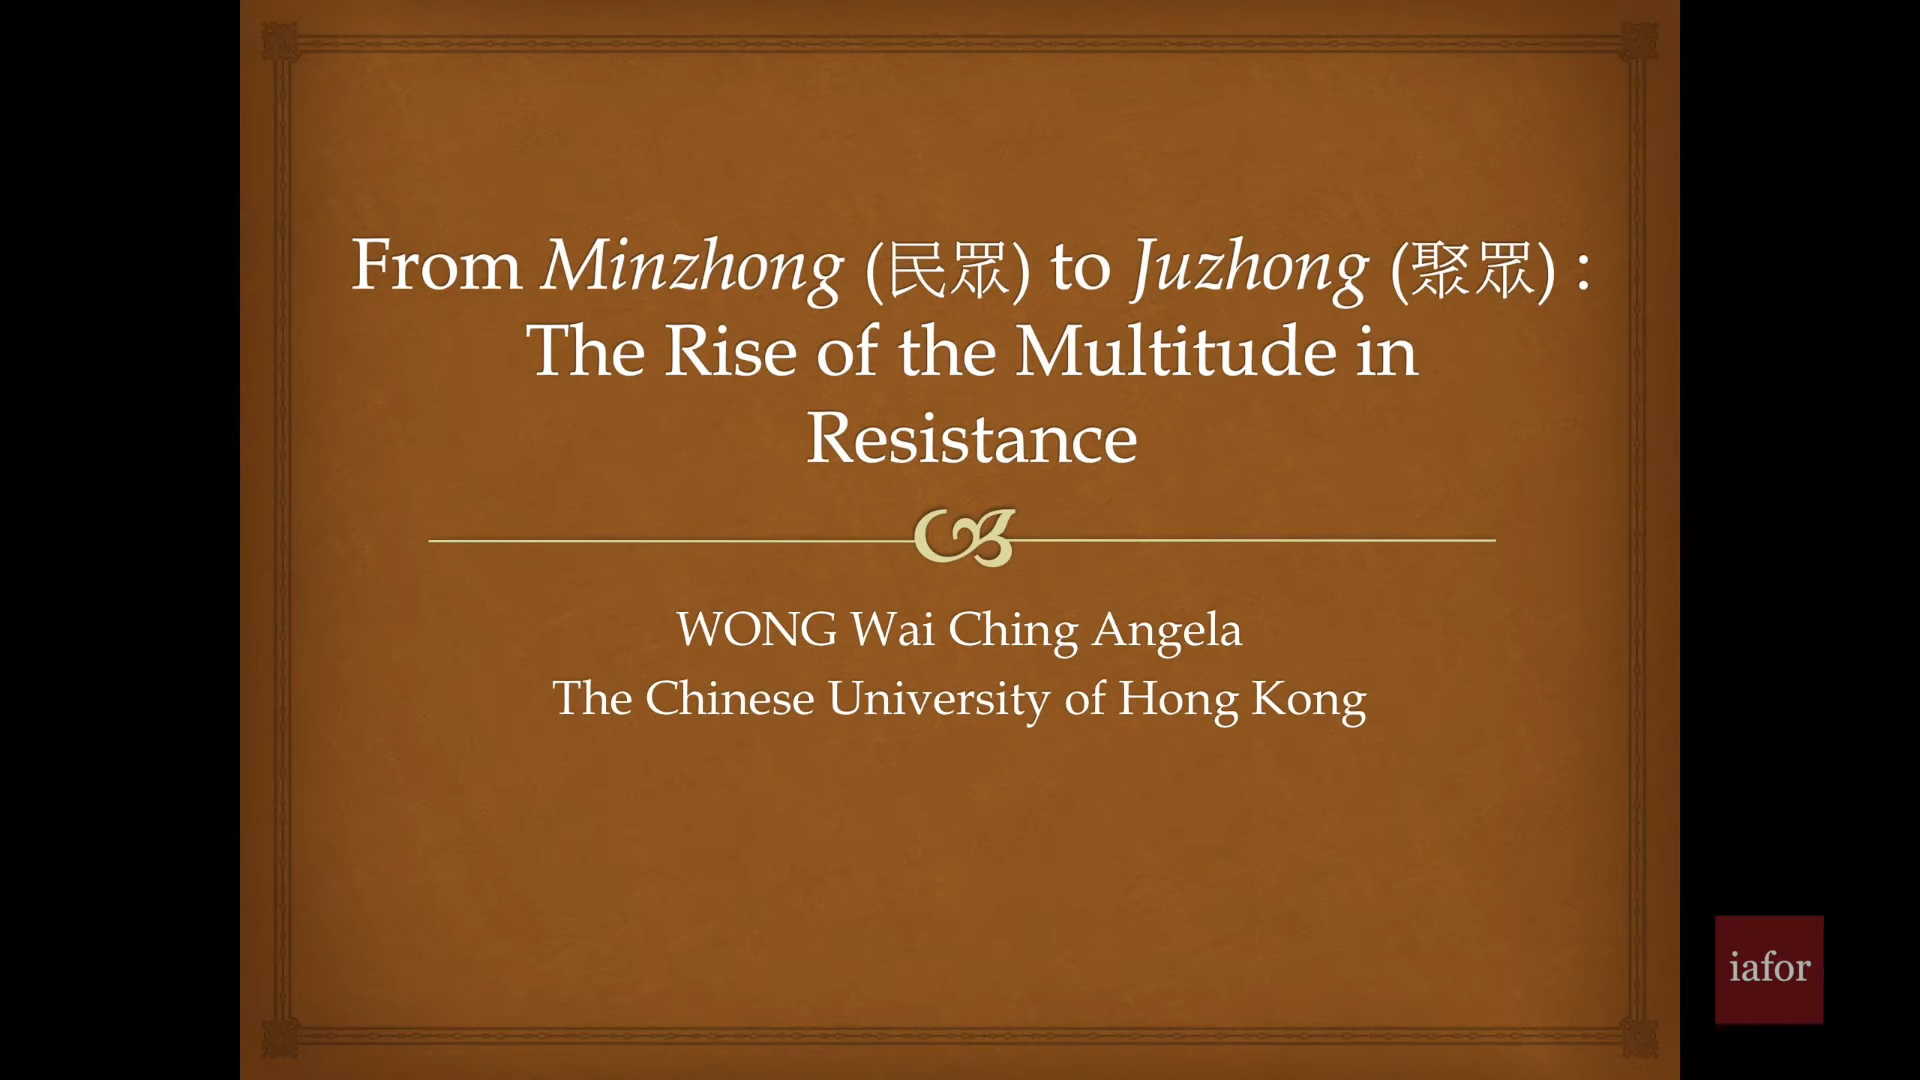 From Minzhong (民眾) to Juzhong (聚眾) :
The Rise of the Multitude in
Resistance
WONG Wai Ching Angela
The Chinese University of Hong Kong
iafor